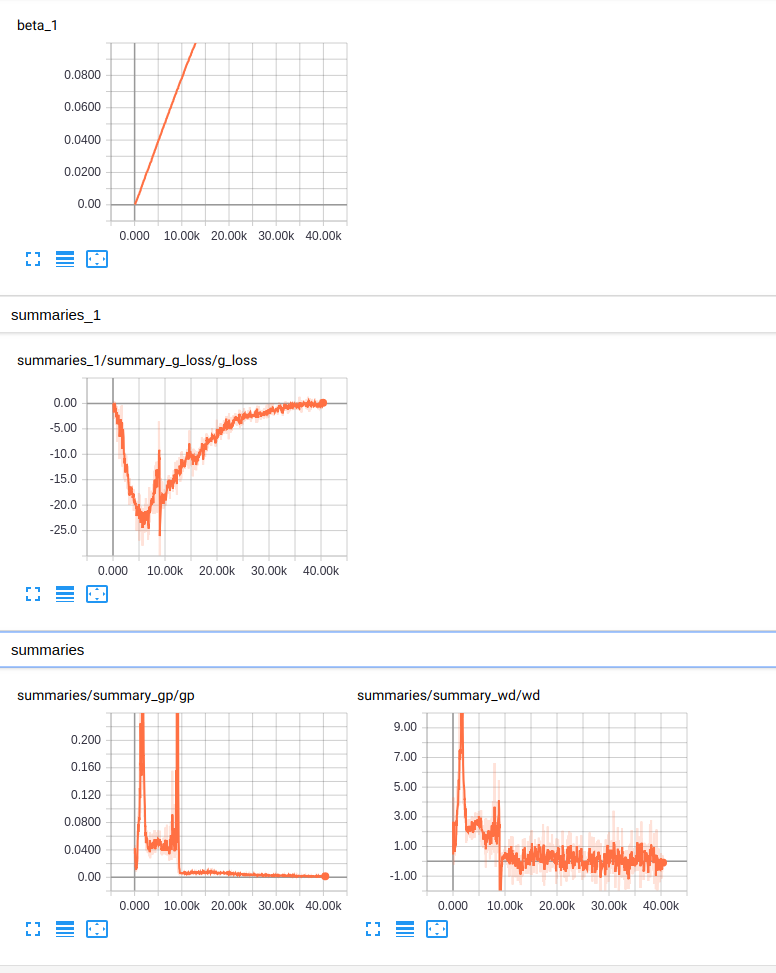 beta_1
0.0800
0.0600
0.0400
0.0200
0.00
0.000 10.00k 20.00k 30.00k 40.00k
summaries_1
summaries_1/summary_g_loss/g_loss
0.00
-5.00
-10.0
-15.0
-20.0
-25.0
0.000 10.00k 20.00k 30.00k 40.00k
summaries
summaries/summary_gp/gp
0.200
0.160
0.120
0.0800
0.0400
0.00
0.000 10.00k 20.00k 30.00k 40.00k
summaries/summary_wd/wd
9.00
7.00
5.00
3.00
1.00
-1.00
0.000 10.00k 20.00k 30.00k 40.00k